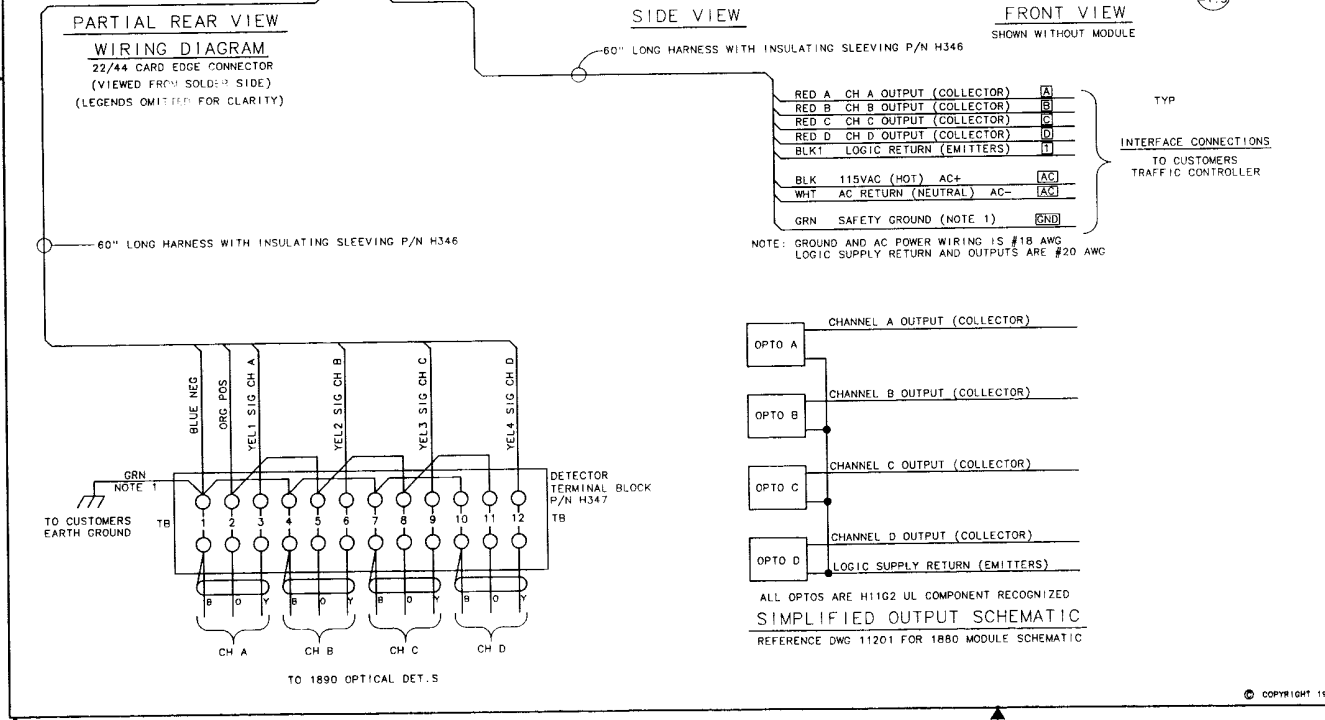 PARTIAL REAR VIEW
WIRING DIAGRAM
22/44 CARD EDGE CONNECTOR
(VIEWED FROM SOLDER SIDE)
(LEGENDS OMITTED FOR CLARITY)
SIDE VIEW
FRONT VIEW
SHOWN WITHOUT MODULE
60" LONG HARNESS WITH INSULATING SLEEVING P/N H346
RED A CH A OUTPUT (COLLECTOR) A
RED B CH B OUTPUT (COLLECTOR) B
RED C CH C OUTPUT (COLLECTOR) C
RED D CH D OUTPUT (COLLECTOR) D
BLK1 LOGIC RETURN (EMITTERS) 1
BLK 115VAC (HOT) AC+ AC
WHT AC RETURN (NEUTRAL) AC- AC
GRN SAFETY GROUND (NOTE 1) GND
TYP
INTERFACE CONNECTIONS
TO CUSTOMERS
TRAFFIC CONTROLLER
NOTE: GROUND AND AC POWER WIRING IS #18 AWG
LOGIC SUPPLY RETURN AND OUTPUTS ARE #20 AWG
60" LONG HARNESS WITH INSULATING SLEEVING P/N H346
BLUE NEG
ORG POS
YEL1 SIG CH A
YEL2 SIG CH B
YEL3 SIG CH C
YEL4 SIG CH D
GRN
NOTE 1
TO CUSTOMERS
EARTH GROUND
DETECTOR
TERMINAL BLOCK
P/N H347
TB 1 2 3 4 5 6 7 8 9 10 11 12 TB
B O Y B O Y B O Y B O Y
CH A CH B CH C CH D
TO 1890 OPTICAL DET.S
CHANNEL A OUTPUT (COLLECTOR)
OPTO A
CHANNEL B OUTPUT (COLLECTOR)
OPTO B
CHANNEL C OUTPUT (COLLECTOR)
OPTO C
CHANNEL D OUTPUT (COLLECTOR)
OPTO D
LOGIC SUPPLY RETURN (EMITTERS)
ALL OPTOS ARE H11G2 UL COMPONENT RECOGNIZED
SIMPLIFIED OUTPUT SCHEMATIC
REFERENCE DWG 11201 FOR 1880 MODULE SCHEMATIC
© COPYRIGHT 19